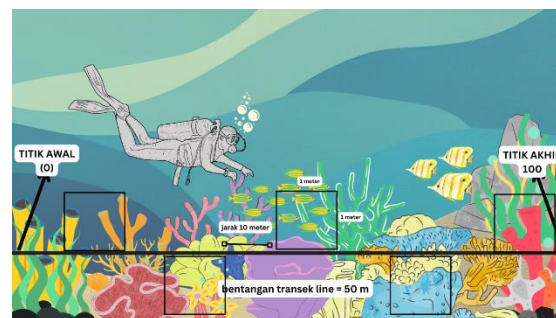 TITIK AWAL
(0)
TITIK AKHI
100
1 meter
1 meter
jarak 10 meter
bentangan transek line = 50 m